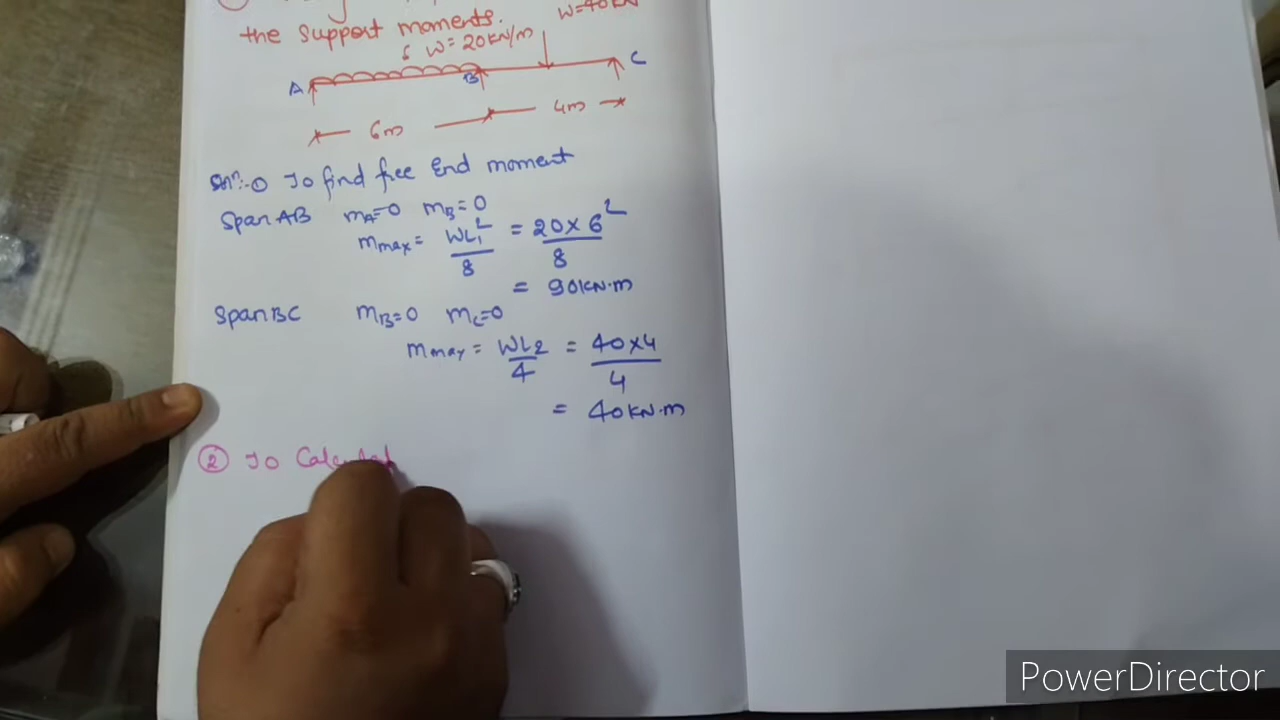 the support moments.
W=40KN
W=20KN/m
A
B
C
6m
4m
Soln:-① To find free End moment
Span AB mA=0 mB=0
mmax = WL1² / 8 = 20×6² / 8
= 90KN.m
Span BC mB=0 mC=0
mmax = WL2 / 4 = 40×4 / 4
= 40KN.m
② To
PowerDirector